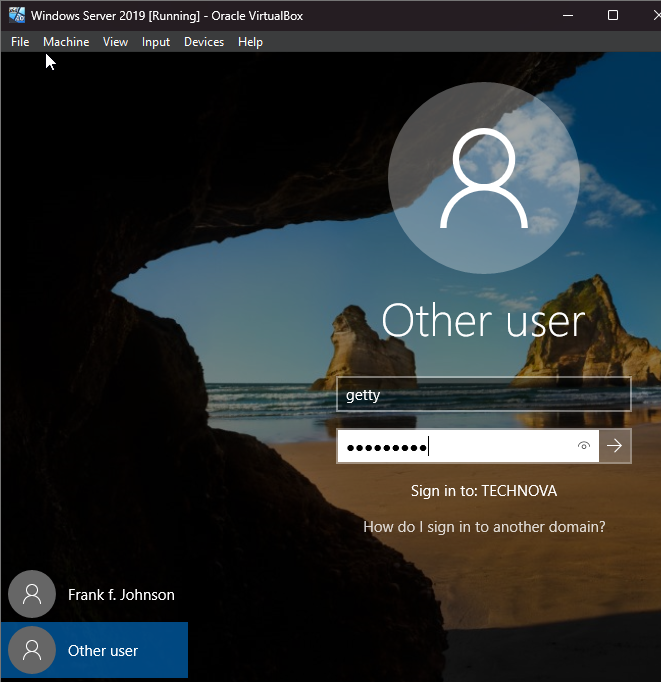 Windows Server 2019 [Running] - Oracle VirtualBox
File Machine View Input Devices Help
Other user
getty
●●●●●●●●●
Sign in to: TECHNOVA
How do I sign in to another domain?
Frank f. Johnson
Other user